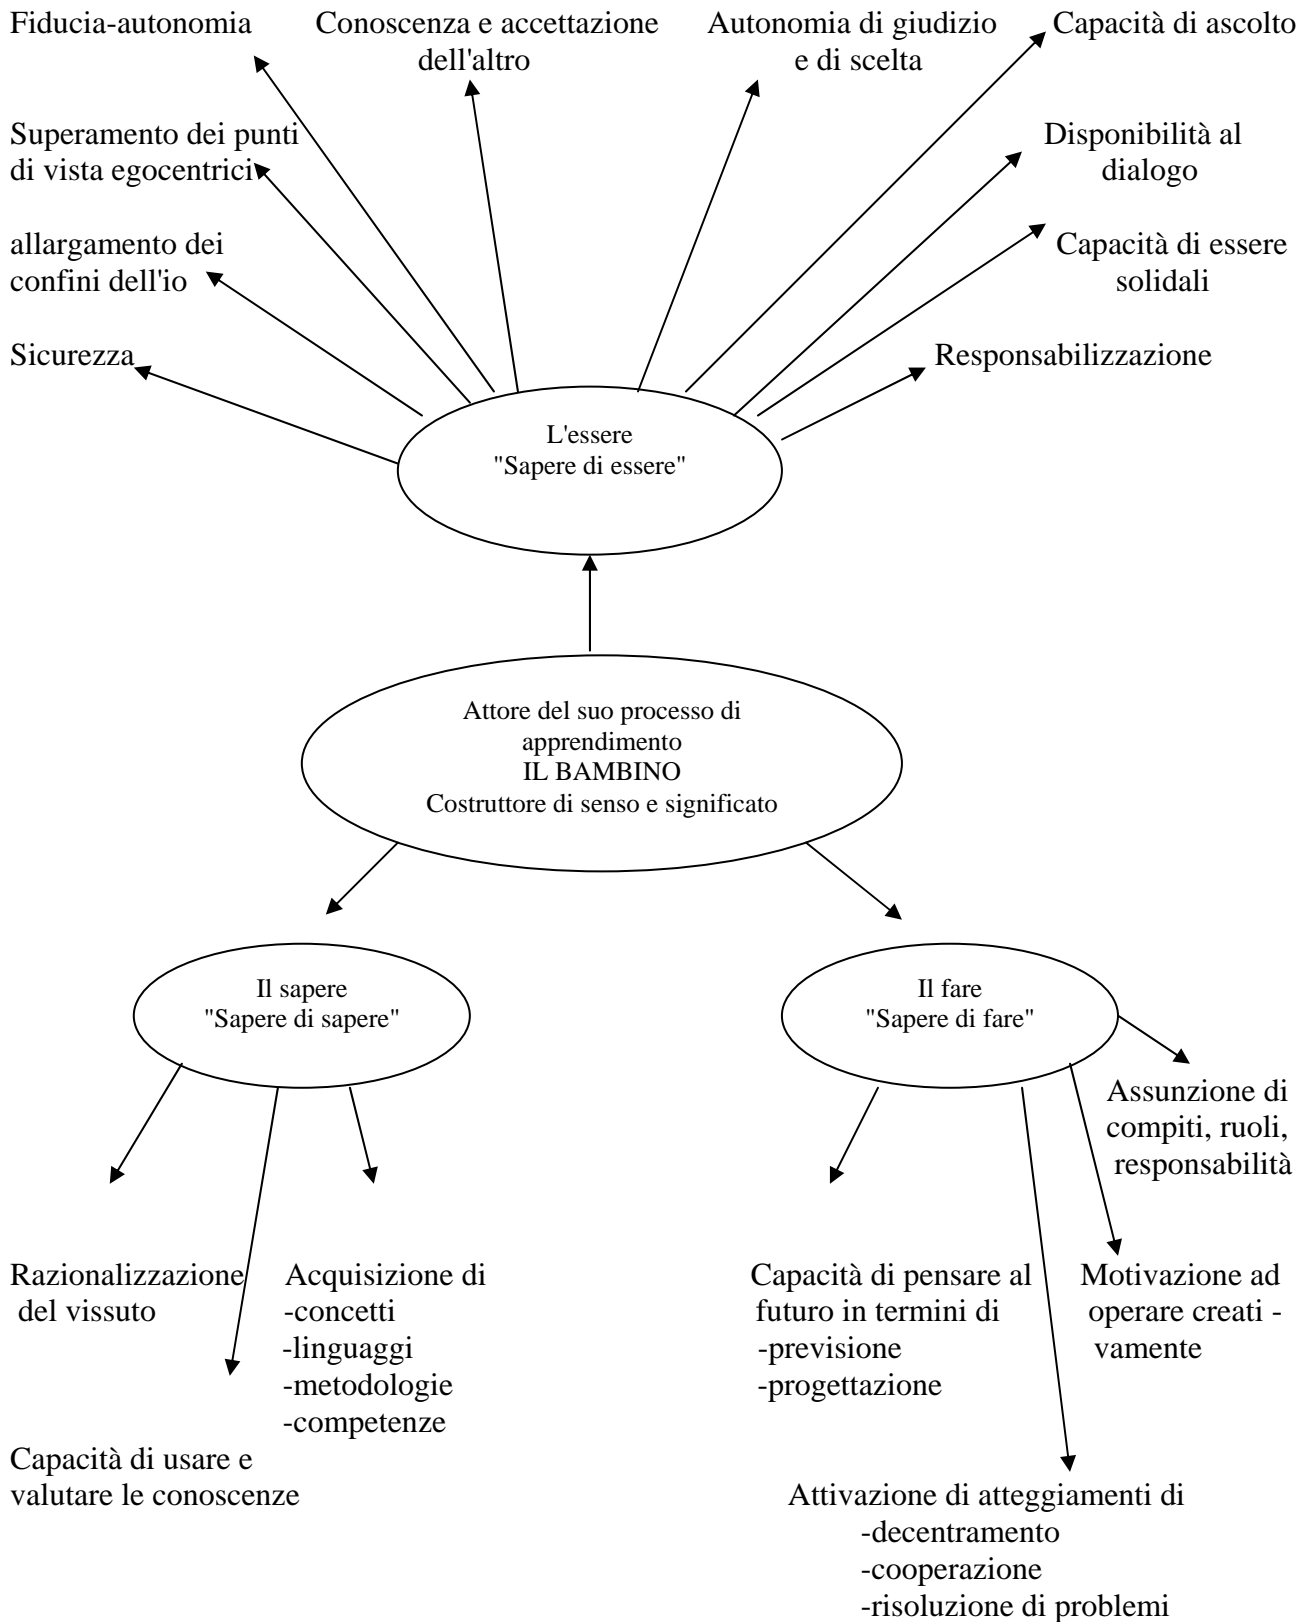 Fiducia-autonomia
Conoscenza e accettazione
dell'altro
Autonomia di giudizio
e di scelta
Capacità di ascolto
Superamento dei punti
di vista egocentrici
Disponibilità al
dialogo
allargamento dei
confini dell'io
Capacità di essere
solidali
Sicurezza
Responsabilizzazione
L'essere
"Sapere di essere"
Attore del suo processo di
apprendimento
IL BAMBINO
Costruttore di senso e significato
Il sapere
"Sapere di sapere"
Il fare
"Sapere di fare"
Assunzione di
compiti, ruoli,
responsabilità
Razionalizzazione
del vissuto
Acquisizione di
-concetti
-linguaggi
-metodologie
-competenze
Capacità di pensare al
futuro in termini di
-previsione
-progettazione
Motivazione ad
operare creati -
vamente
Capacità di usare e
valutare le conoscenze
Attivazione di atteggiamenti di
-decentramento
-cooperazione
-risoluzione di problemi